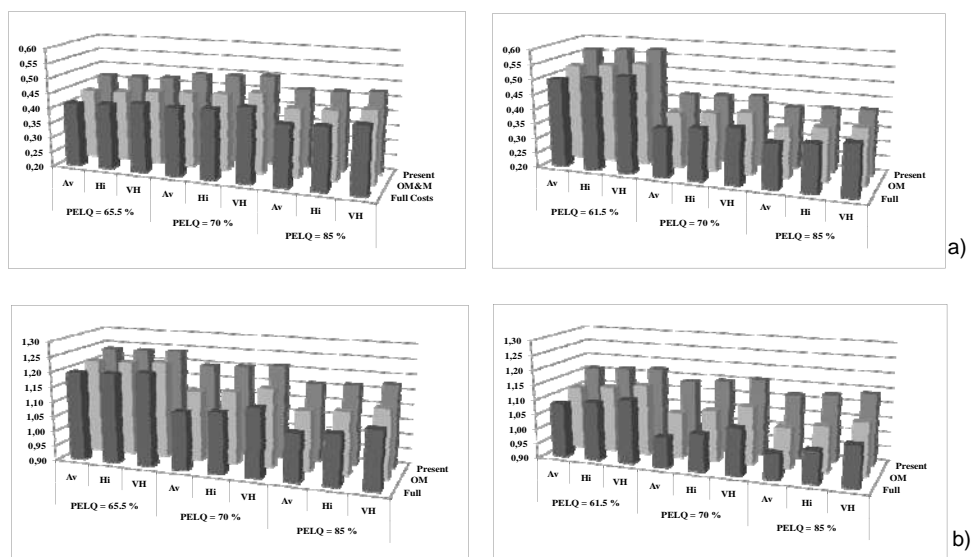 0,60
0,55
0,50
0,45
0,40
0,35
0,30
0,25
0,20
Av
Hi
VH
Av
Hi
VH
Av
Hi
VH
PELQ = 65.5 %
PELQ = 70 %
PELQ = 85 %
Present
OM&M
Full Costs
0,60
0,55
0,50
0,45
0,40
0,35
0,30
0,25
0,20
Av
Hi
VH
Av
Hi
VH
Av
Hi
VH
PELQ = 61.5 %
PELQ = 70 %
PELQ = 85 %
Present
OM
Full
a)
1,30
1,25
1,20
1,15
1,10
1,05
1,00
0,95
0,90
Av
Hi
VH
Av
Hi
VH
Av
Hi
VH
PELQ = 65.5 %
PELQ = 70 %
PELQ = 85 %
Present
OM
Full
1,30
1,25
1,20
1,15
1,10
1,05
1,00
0,95
0,90
Av
Hi
VH
Av
Hi
VH
Av
Hi
VH
PELQ = 61.5 %
PELQ = 70 %
PELQ = 85 %
Present
OM
Full
b)